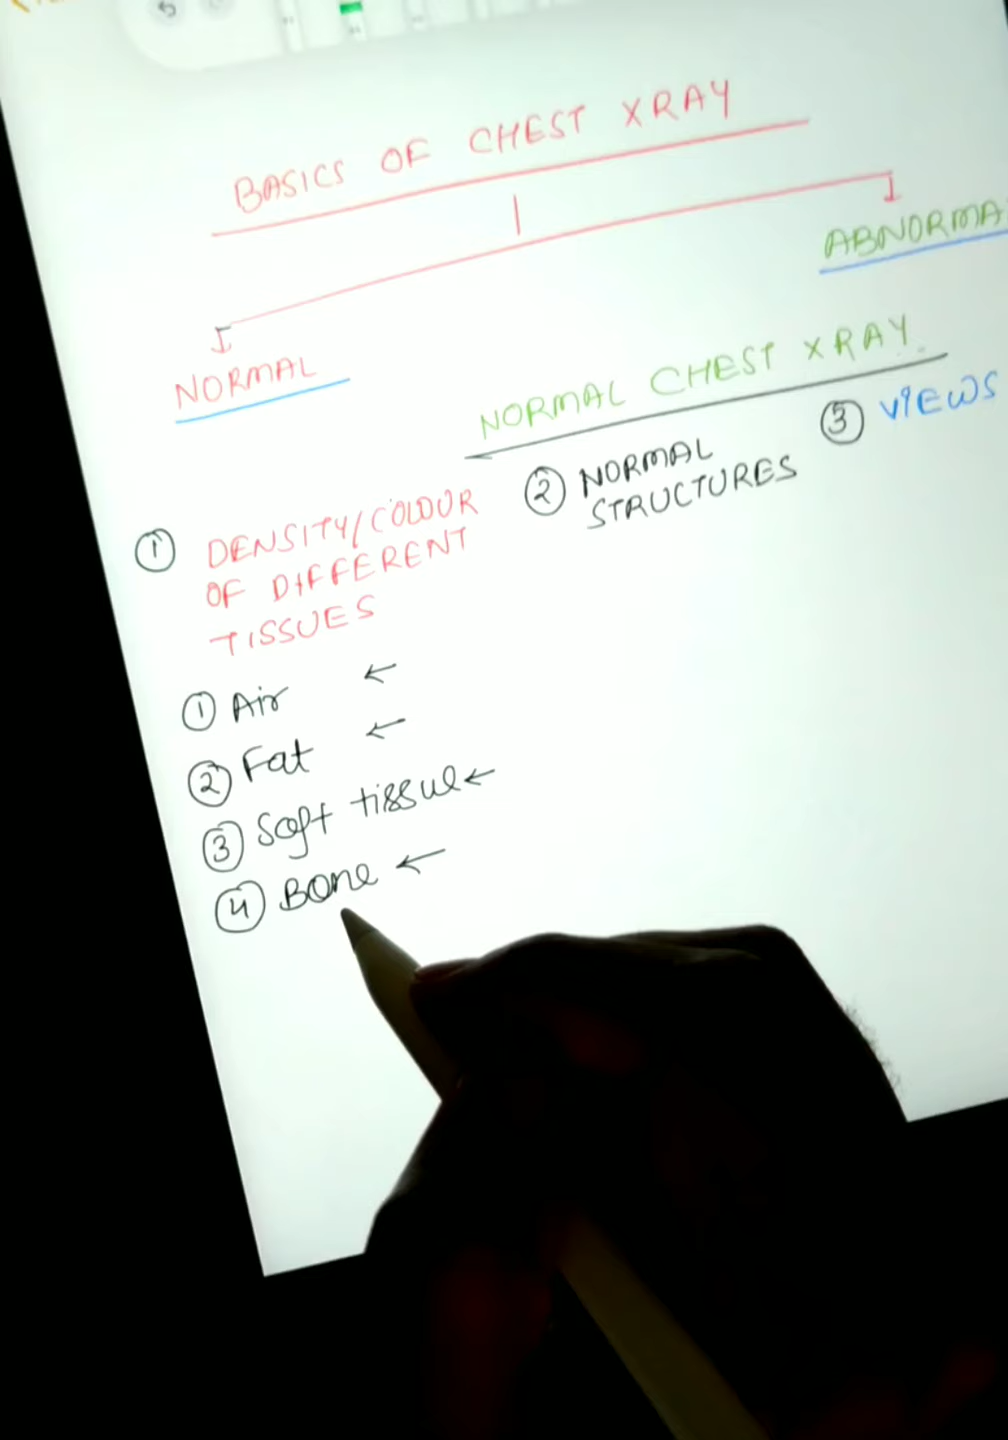 BASICS OF CHEST XRAY
ABNORMA
NORMAL
NORMAL CHEST XRAY
① DENSITY/COLOUR
OF DIFFERENT
TISSUES
② NORMAL
STRUCTURES
③ VIEWS
① Air ←
② Fat ←
③ Soft tissue ←
④ Bone ←